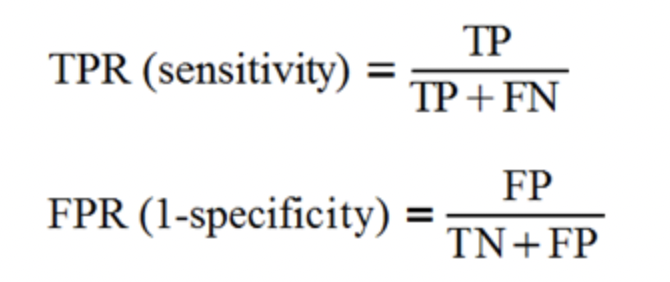 TPR (sensitivity) = TP / TP + FN
FPR (1-specificity) = FP / TN + FP